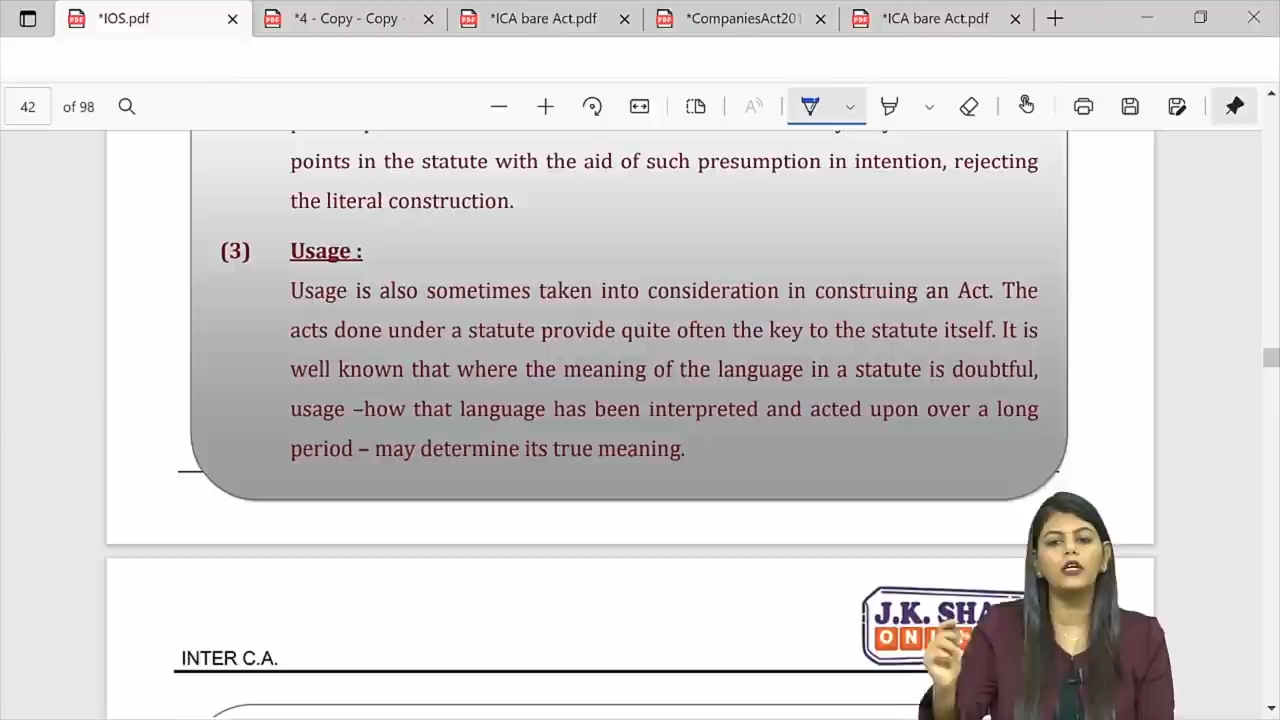 *IOS.pdf
*4 - Copy - Copy -
*ICA bare Act.pdf
*CompaniesAct201
*ICA bare Act.pdf
42 of 98
points in the statute with the aid of such presumption in intention, rejecting
the literal construction.
(3) Usage :
Usage is also sometimes taken into consideration in construing an Act. The
acts done under a statute provide quite often the key to the statute itself. It is
well known that where the meaning of the language in a statute is doubtful,
usage –how that language has been interpreted and acted upon over a long
period – may determine its true meaning.
J.K. SHA
INTER C.A.